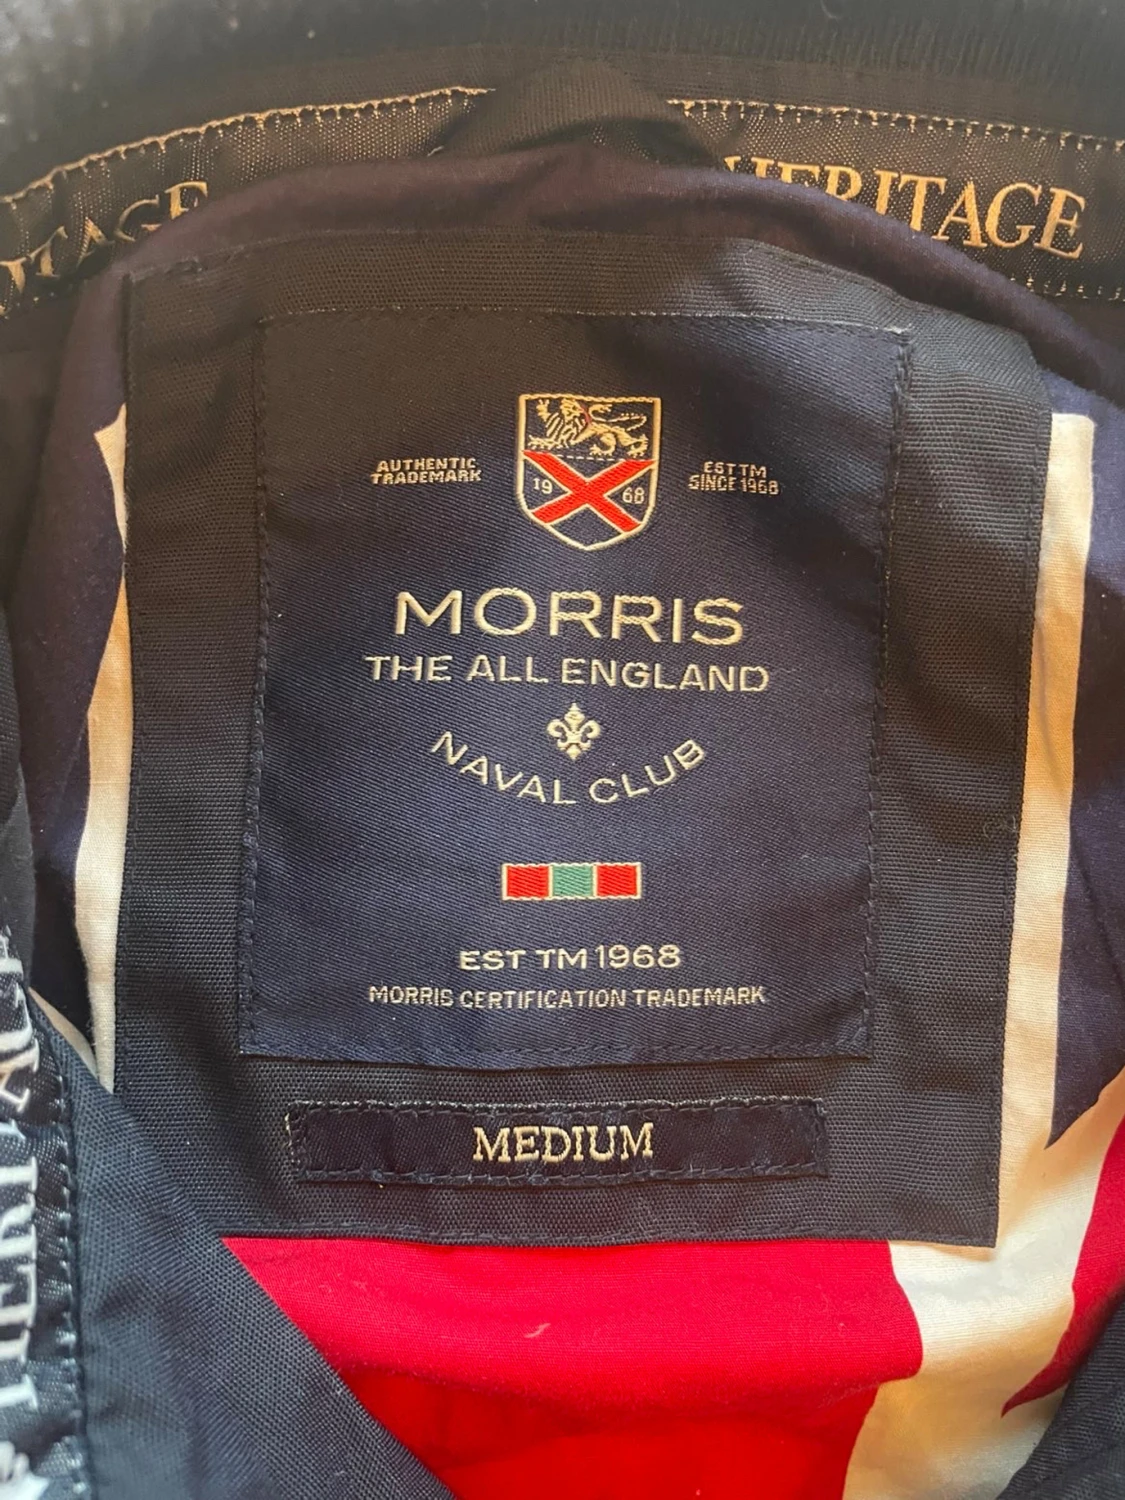 HERITAGE
AUTHENTIC
TRADEMARK
19 68
EST TM
SINCE 1968
MORRIS
THE ALL ENGLAND
NAVAL CLUB
EST TM 1968
MORRIS CERTIFICATION TRADEMARK
MEDIUM